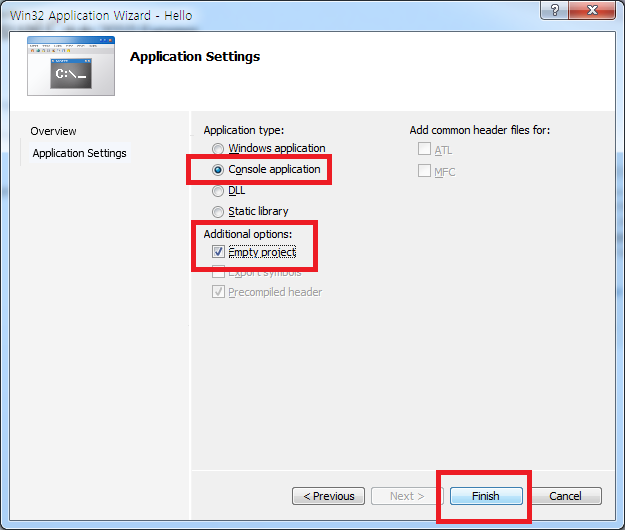 Win32 Application Wizard - Hello
C:\_
Application Settings
Overview
Application Settings
Application type:
Windows application
Console application
DLL
Static library
Additional options:
Empty project
Export symbols
Precompiled header
Add common header files for:
ATL
MFC
< Previous
Next >
Finish
Cancel